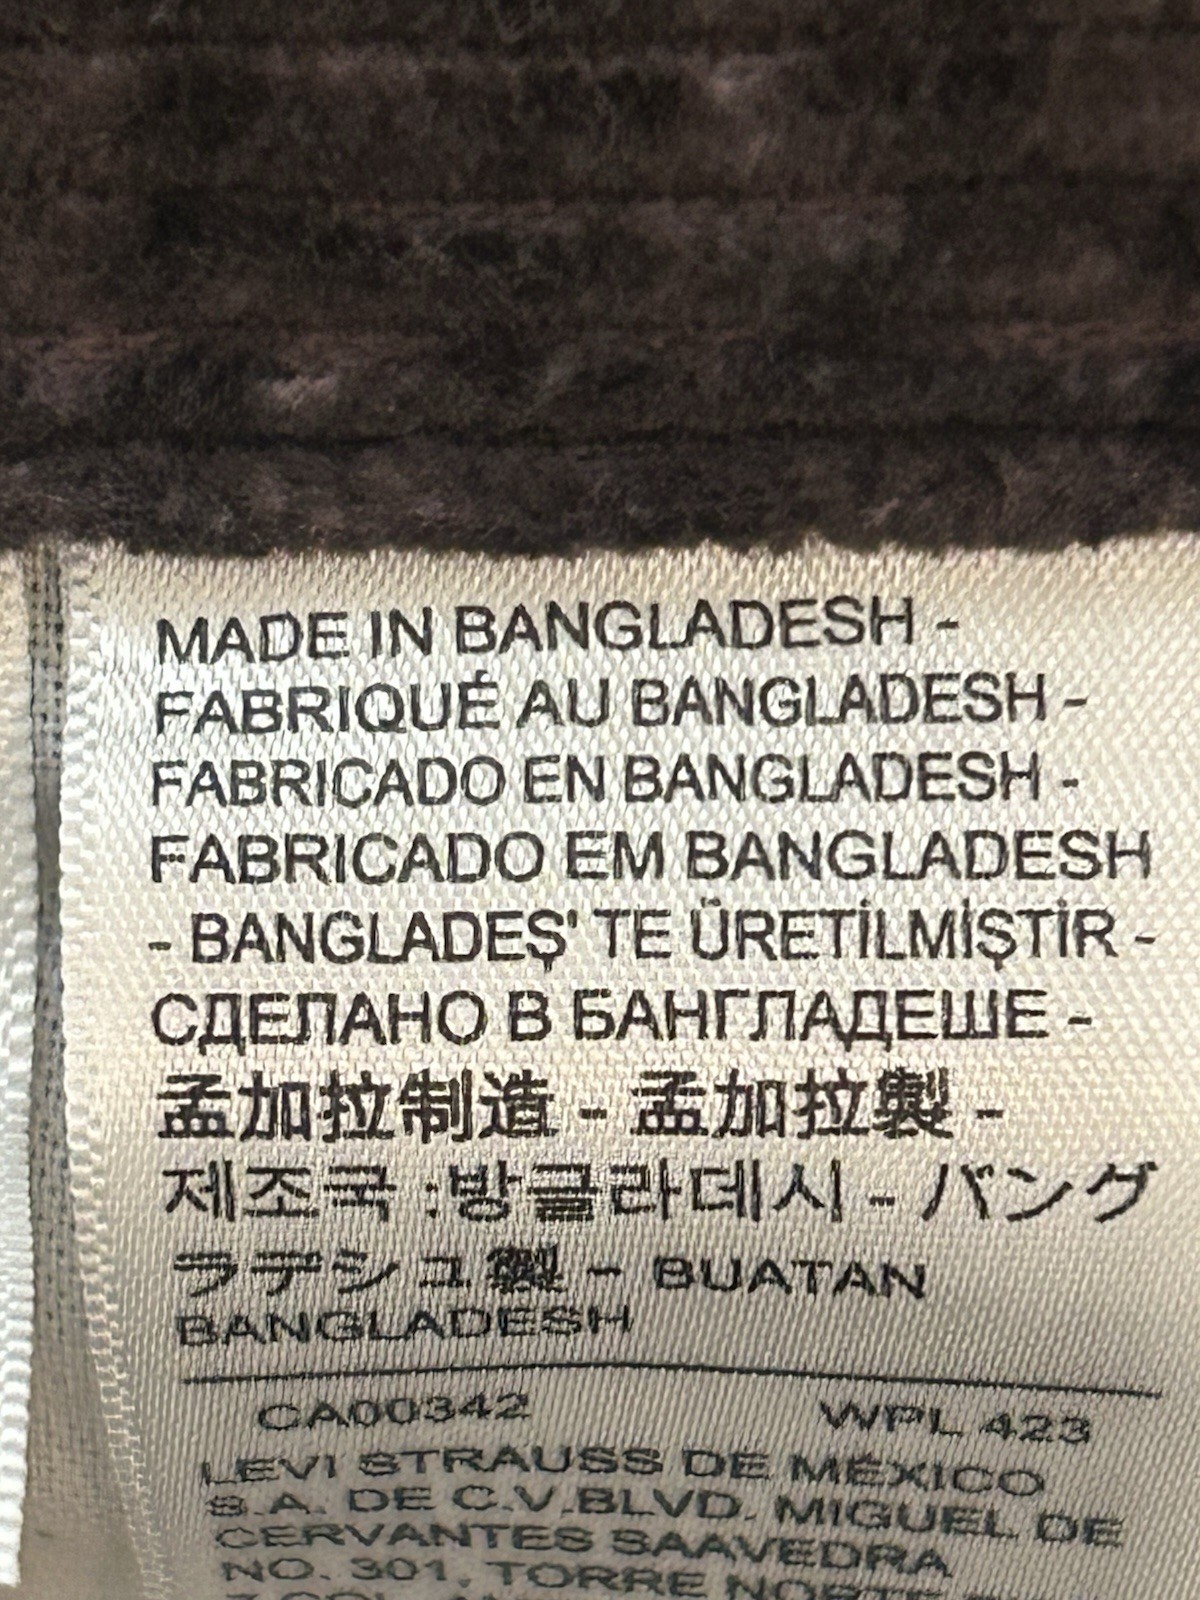 MADE IN BANGLADESH -
FABRIQUÉ AU BANGLADESH -
FABRICADO EN BANGLADESH -
FABRICADO EM BANGLADESH
- BANGLADEŞ' TE ÜRETİLMİŞTİR -
СДЕЛАНО В БАНГЛАДЕШЕ -
孟加拉制造 - 孟加拉製 -
제조국 :방글라데시 - バング
ラデシュ製 - BUATAN
BANGLADESH
CA00342 WPL 423
LEVI STRAUSS DE MÉXICO
S.A. DE C.V.BLVD. MIGUEL DE
CERVANTES SAAVEDRA
NO. 301, TORRE NORTE